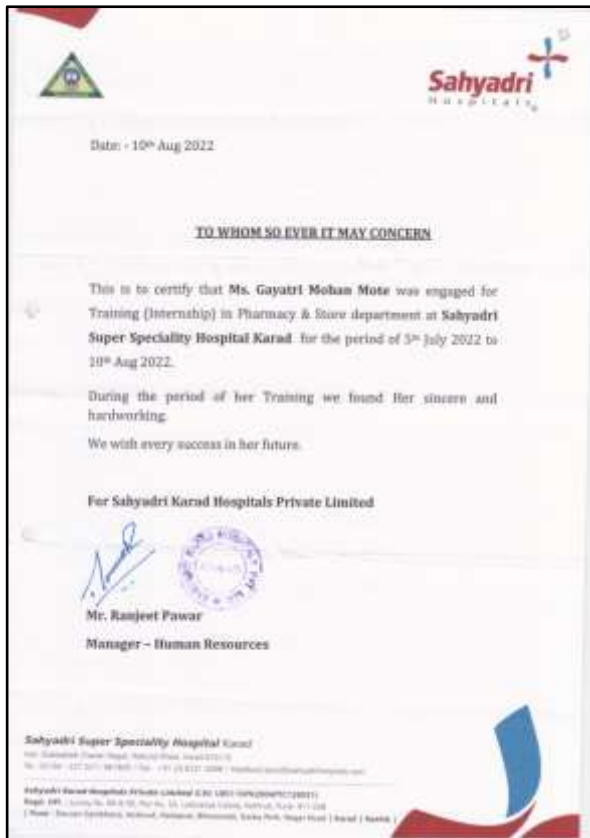 Sahyadri
Hospitals
Date: - 10th Aug 2022
TO WHOM SO EVER IT MAY CONCERN
This is to certify that Ms. Gayatri Mohan Mote was engaged for
Training (Internship) in Pharmacy & Store department at Sahyadri
Super Speciality Hospital Karad for the period of 5th July 2022 to
10th Aug 2022.
During the period of her Training we found Her sincere and
hardworking.
We wish every success in her future.
For Sahyadri Karad Hospitals Private Limited
Mr. Ranjeet Pawar
Manager – Human Resources
Sahyadri Super Speciality Hospital Karad
Sahyadri Karad Hospitals Private Limited